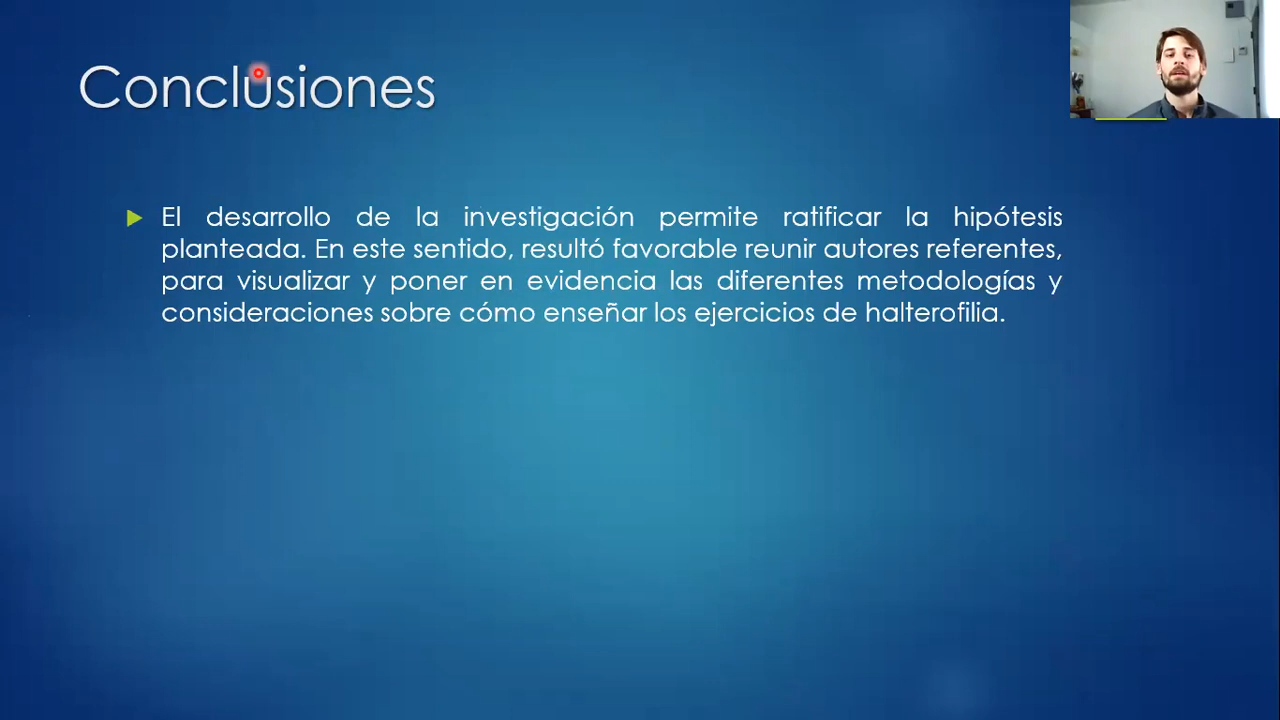 Conclusiones
El desarrollo de la investigación permite ratificar la hipótesis
planteada. En este sentido, resultó favorable reunir autores referentes,
para visualizar y poner en evidencia las diferentes metodologías y
consideraciones sobre cómo enseñar los ejercicios de halterofilia.